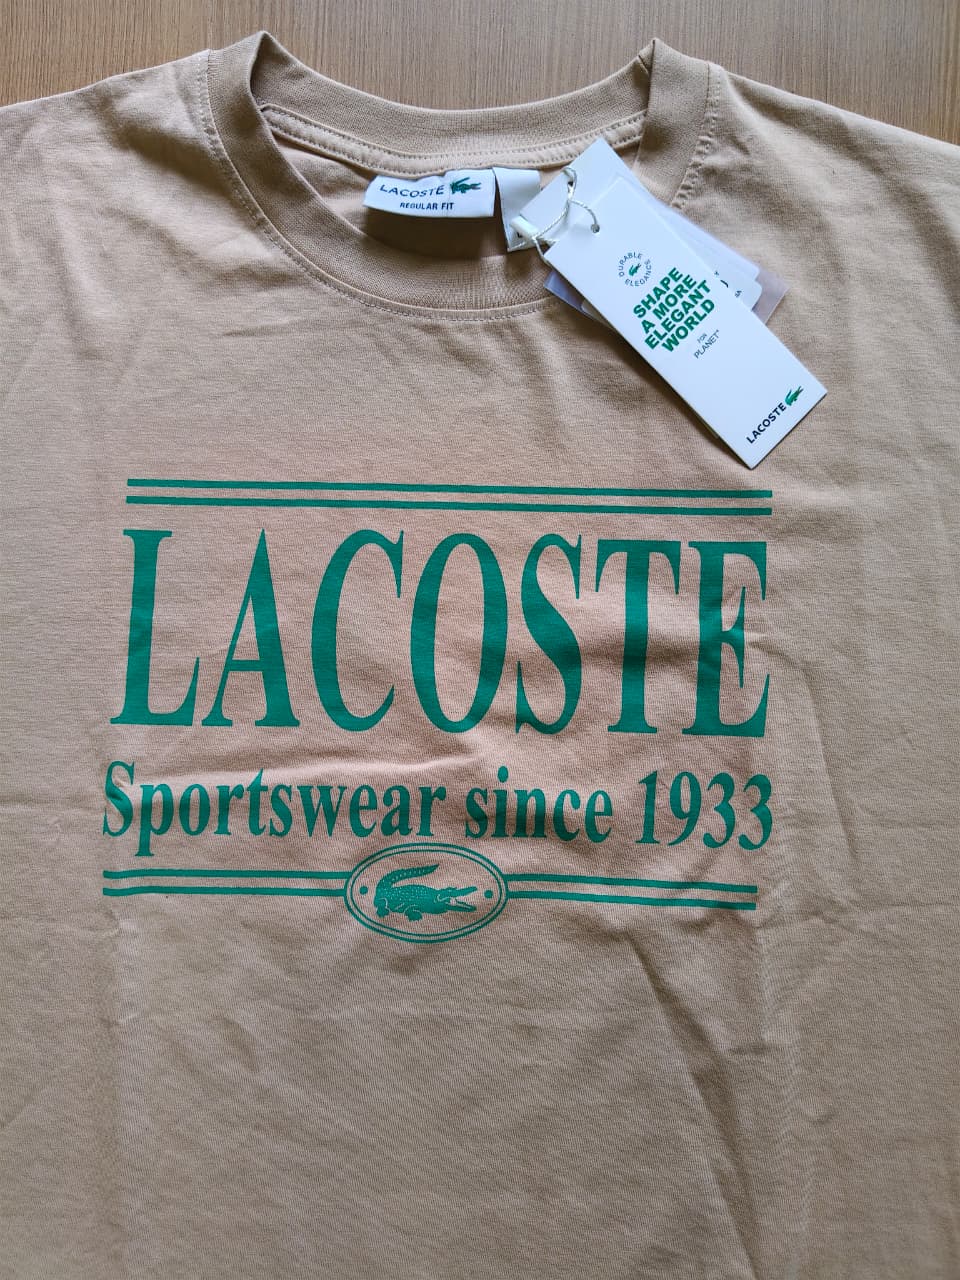 LACOSTE
REGULAR FIT
DURABLE
ELEGANCE
SHAPE
A MORE
ELEGANT
WORLD
FOR
PLANET
LACOSTE
LACOSTE
Sportswear since 1933